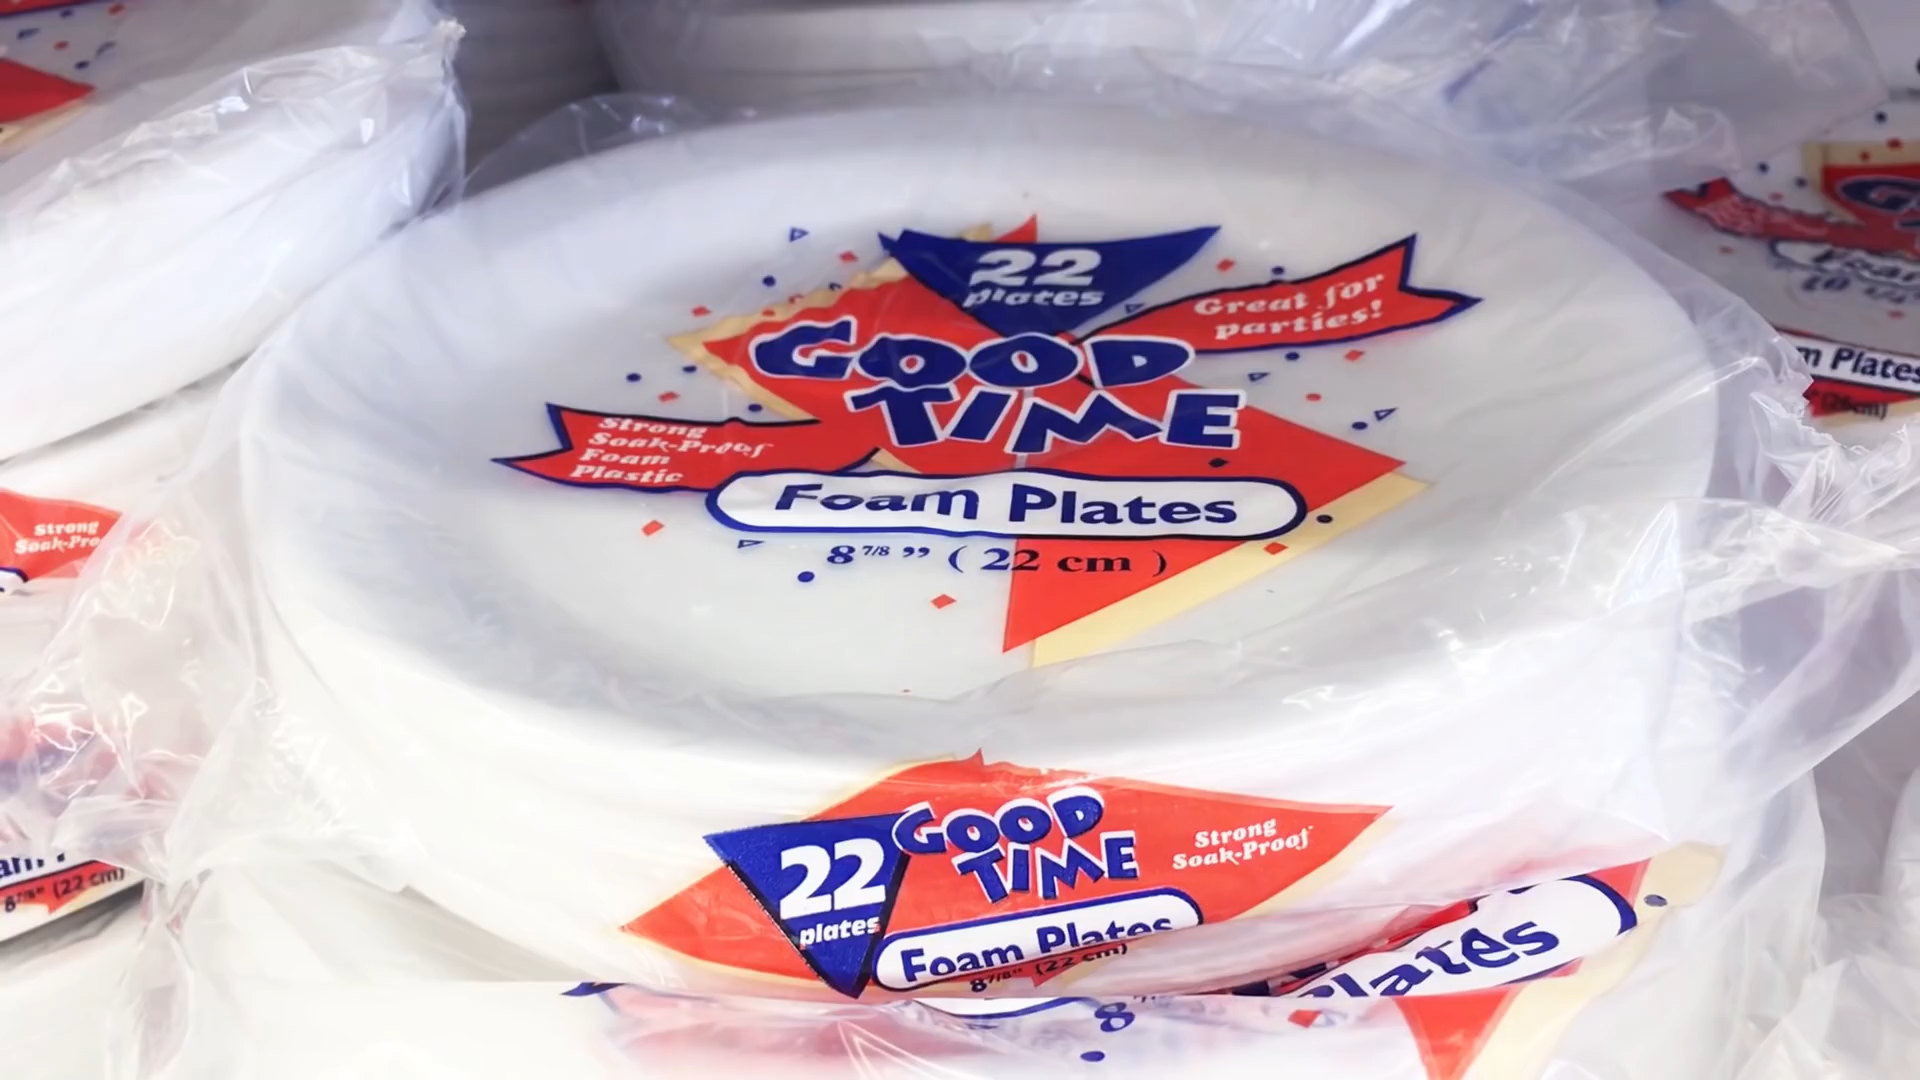 22
plates
Great for
parties!
GOOD
TIME
Strong
Soak-Proof
Foam
Plastic
Foam Plates
8 7/8 ” ( 22 cm )
22
plates
GOOD
TIME
Strong
Soak-Proof
Foam Plates
8 7/8" (22 cm)
Plates
8
Strong
Soak-Pro
8 7/8" (22 cm)
m Plates